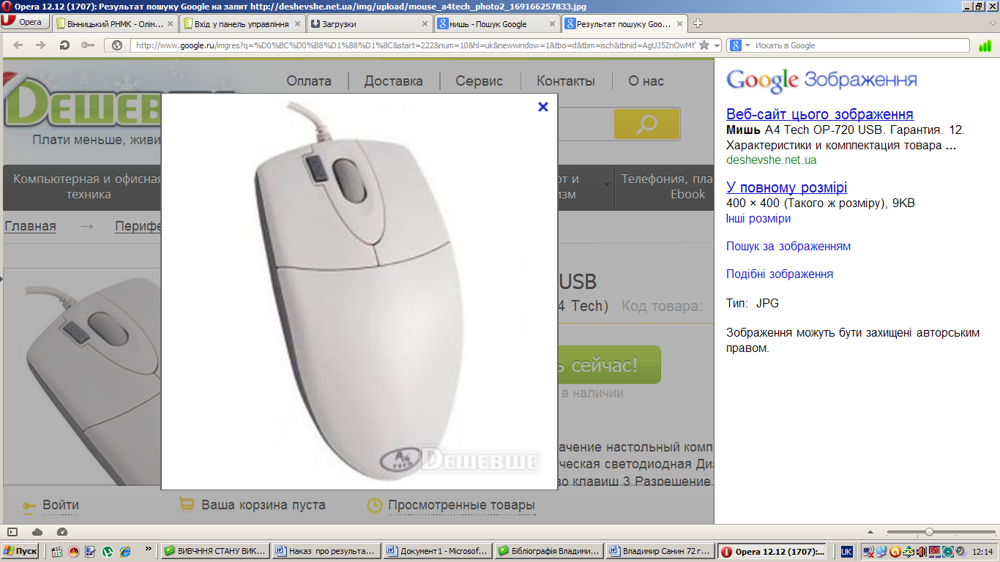 Opera 12.12 (1707): Результат пошуку Google на запит http://deshevshe.net.ua/img/upload/mouse_a4tech_photo2_169166257833.jpg
Opera
Вінницький РНМК - Олім...
Вхід у панель управління
Загрузки
мишь - Пошук Google
Результат пошуку Goo...
http://www.google.ru/imgres?q=%D0%BC%D0%B8%D1%88%D1%8C&start=222&num=10&hl=uk&newwindow=1&tbo=d&tbm=isch&tbnid=AgUJ5ZnOwMt
Искать в Google
Оплата
Доставка
Сервис
Контакты
О нас
Дешев
Плати меньше, живи
Компьютерная и офисная
техника
Телефония, пла
Ebook
Главная
→
Перифе
USB
4 Tech)
Код товара:
ь сейчас!
в наличии
ачение настольный комп
ическая светодиодная Ди
во клавиш 3 Разрешение
A4
TECH
Дешевше
Войти
Ваша корзина пуста
Просмотренные товары
Google Зображення
Веб-сайт цього зображення
Мишь A4 Tech OP-720 USB. Гарантия. 12.
Характеристики и комплектация товара ...
deshevshe.net.ua
У повному розмірі
400 × 400 (Такого ж розміру), 9KB
Інші розміри
Пошук за зображенням
Подібні зображення
Тип: JPG
Зображення можуть бути захищені авторським
правом.
Пуск
»
ВИВЧННЯ СТАНУ ВИК...
Наказ про результа...
Документ1 - Microsof...
Бібліографія Владими...
Владимир Санин 72 г...
Opera 12.12 (1707):...
UK
12:14